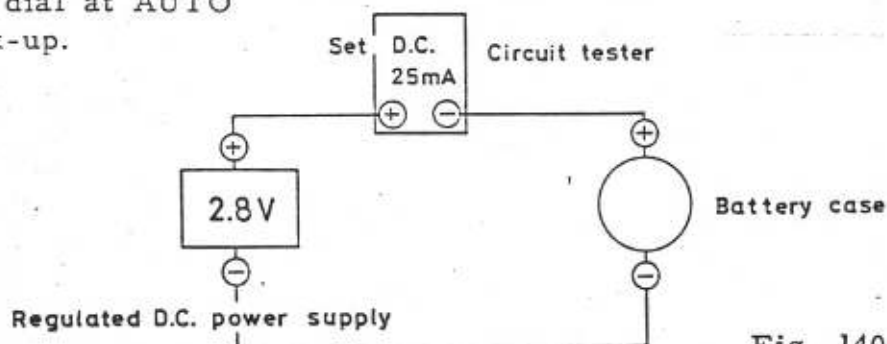 dial at AUTO
-up.
Set D.C. 25mA
Circuit tester
+ −
+ +
2.8V
Battery case
− −
Regulated D.C. power supply
Fig. 140